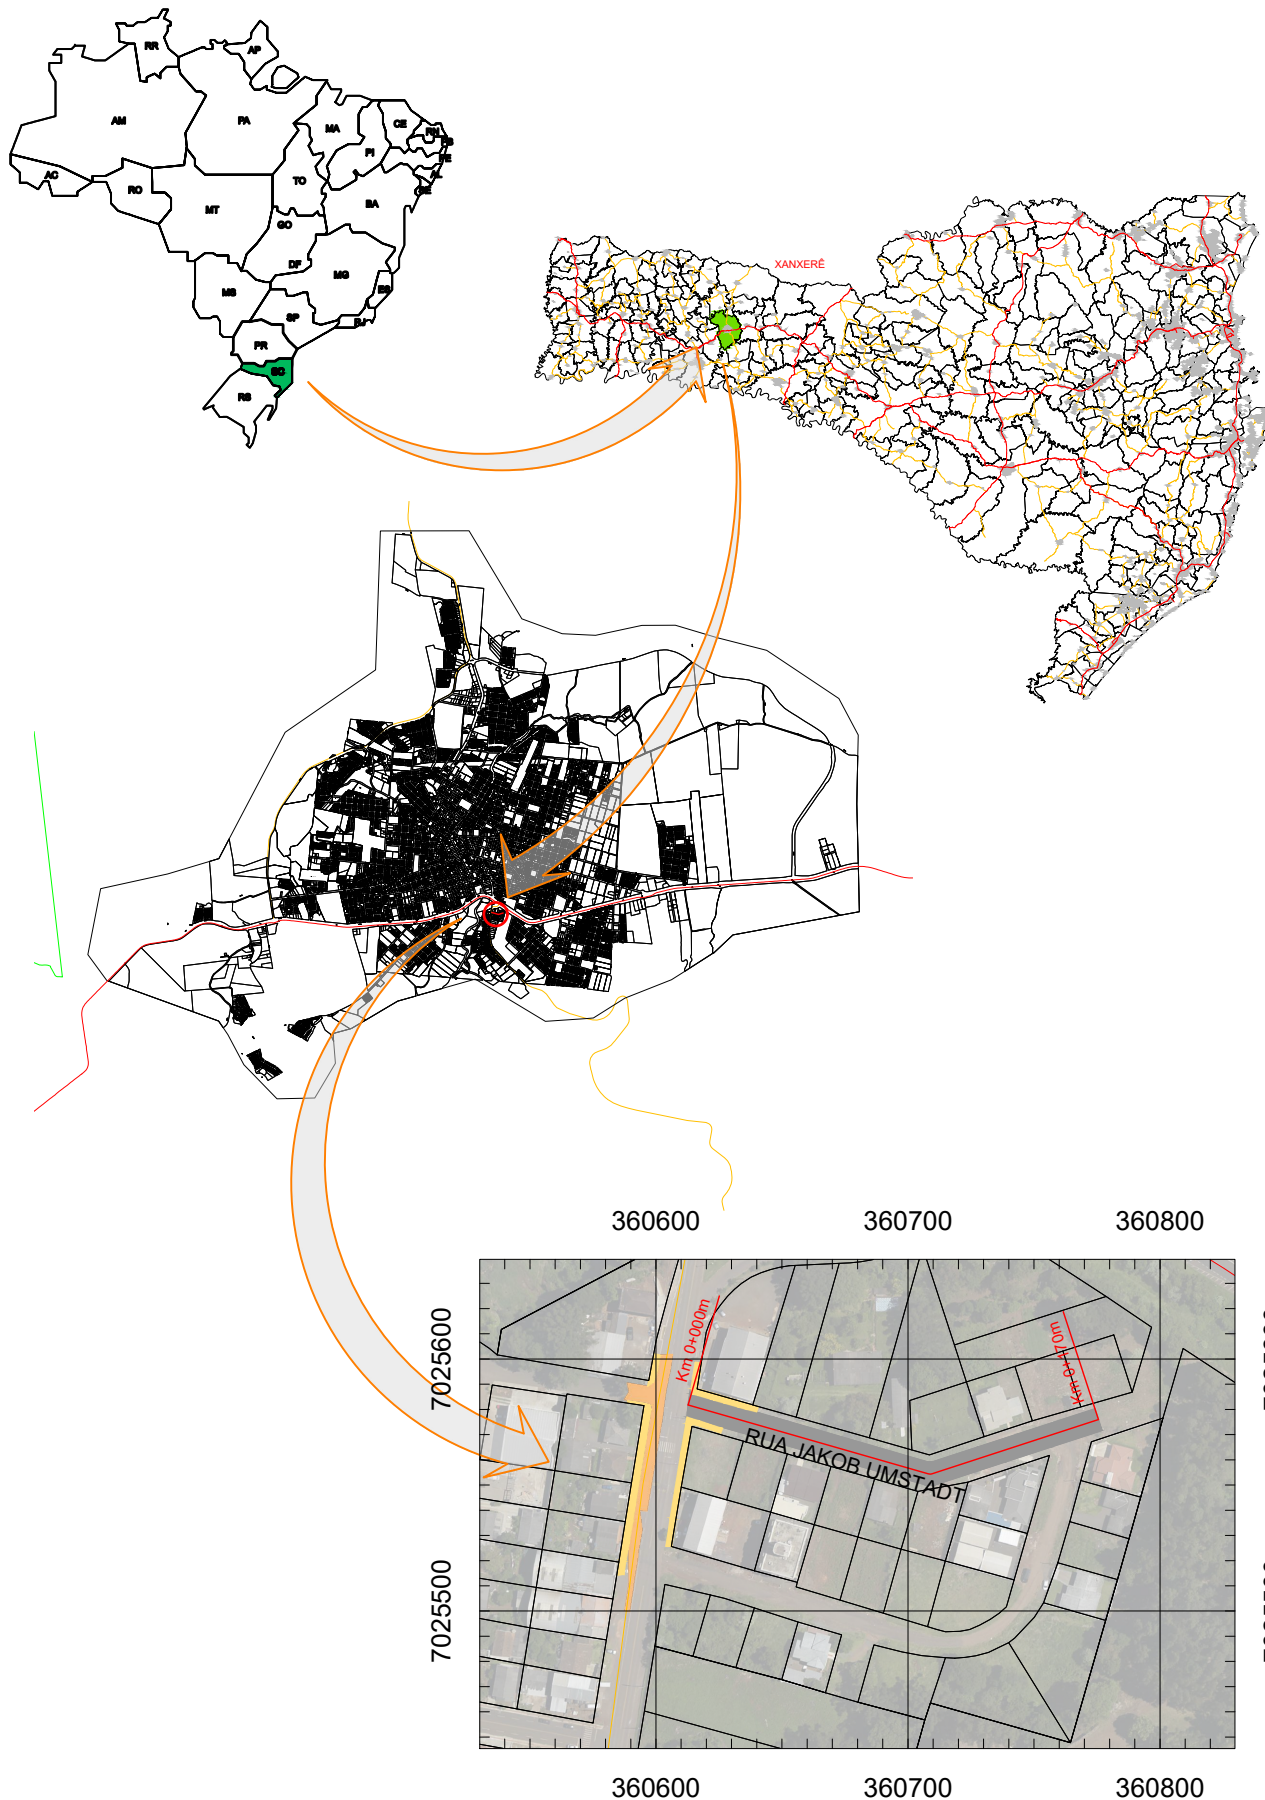 RR
AP
AM
PA
MA
CE
RN
PB
PE
AL
SE
PI
AC
RO
TO
MT
BA
GO
DF
MG
ES
MS
SP
RJ
PR
SC
RS
XANXERÊ
360600 360700 360800
7025600
7025500
Km 0+000m
Km 0+170m
RUA JAKOB UMSTADT
360600 360700 360800